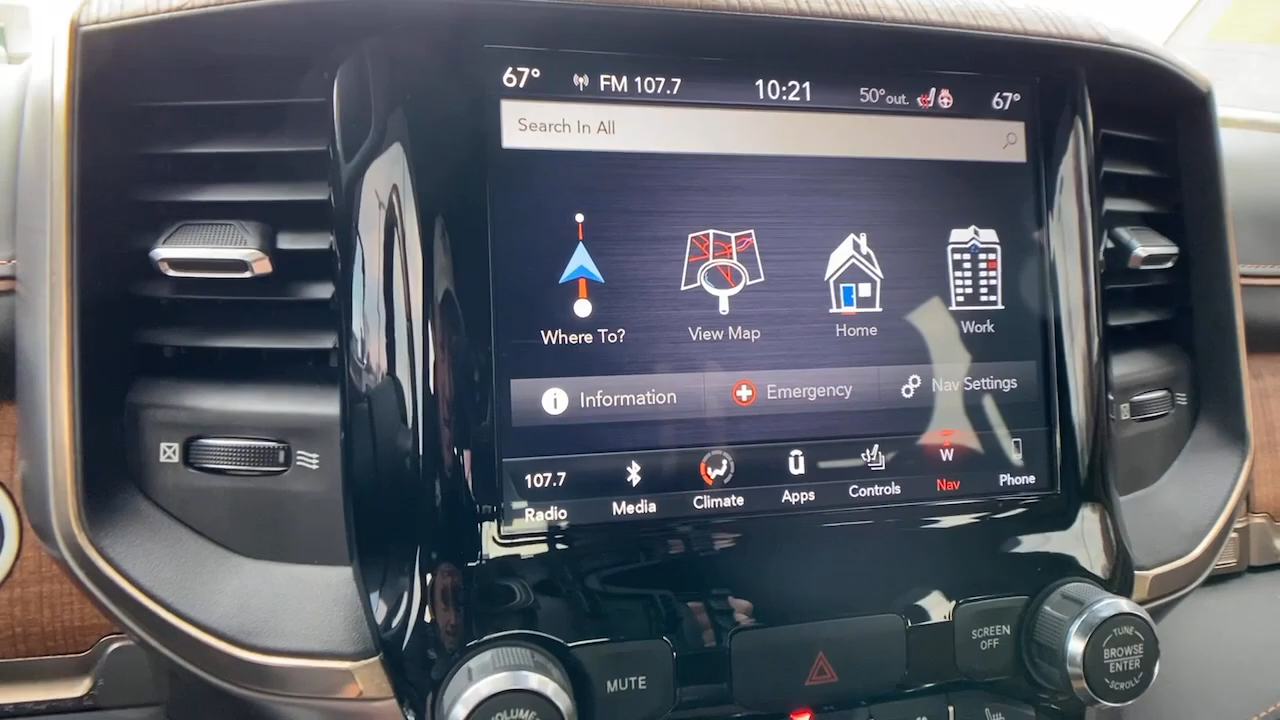 67° FM 107.7 10:21 50°out. 67°
Search In All
Where To? View Map Home Work
Information Emergency Nav Settings
107.7 W
Radio Media Climate Apps Controls Nav Phone
VOLUME MUTE SCREEN OFF
TUNE
BROWSE
ENTER
SCROLL